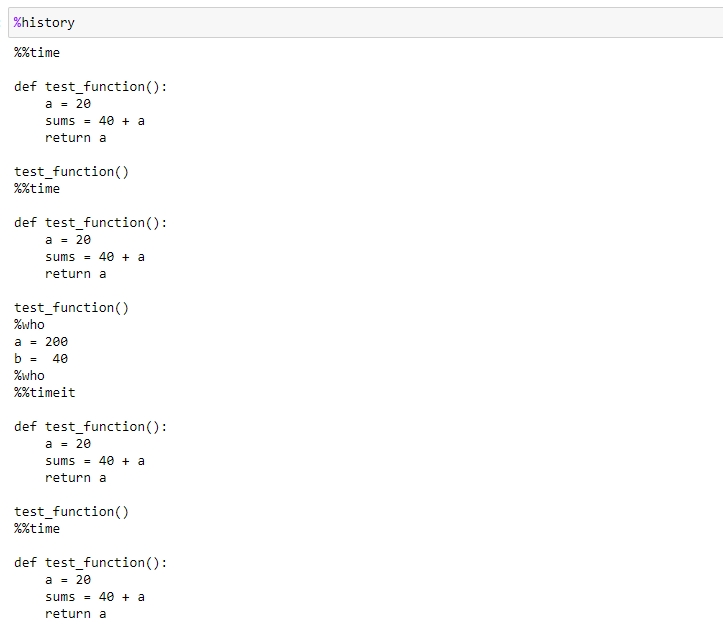 %history
%%time
def test_function():
    a = 20
    sums = 40 + a
    return a
test_function()
%%time
def test_function():
    a = 20
    sums = 40 + a
    return a
test_function()
%who
a = 200
b =  40
%who
%%timeit
def test_function():
    a = 20
    sums = 40 + a
    return a
test_function()
%%time
def test_function():
    a = 20
    sums = 40 + a
    return a